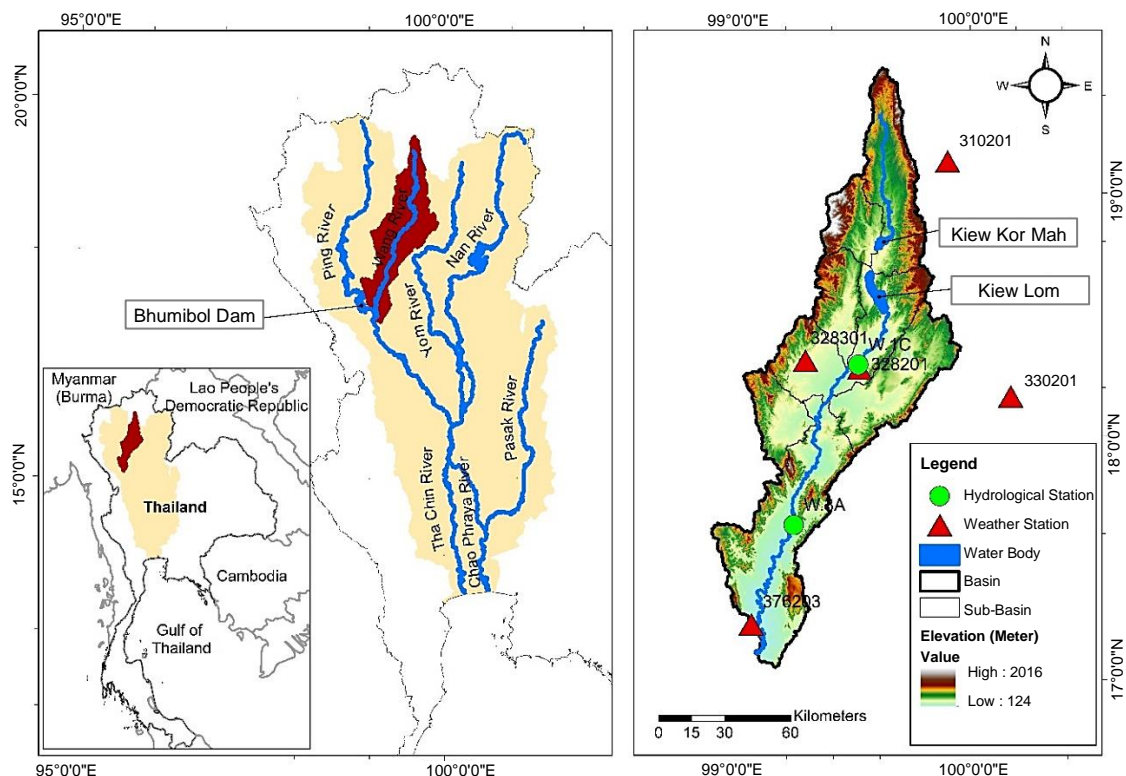 95°0'0"E
100°0'0"E
20°0'0"N
15°0'0"N
Ping River
Wang River
Nan River
Yom River
Bhumibol Dam
Pasak River
Tha Chin River
Chao Phraya River
Myanmar
(Burma)
Lao People's
Democratic Republic
Thailand
Cambodia
Gulf of
Thailand
95°0'0"E
100°0'0"E
99°0'0"E
100°0'0"E
N
W
E
S
310201
19°0'0"N
Kiew Kor Mah
Kiew Lom
328301
W.1C
328201
330201
18°0'0"N
W.3A
376203
17°0'0"N
Legend
Hydrological Station
Weather Station
Water Body
Basin
Sub-Basin
Elevation (Meter)
Value
High : 2016
Low : 124
Kilometers
0 15 30 60
99°0'0"E
100°0'0"E